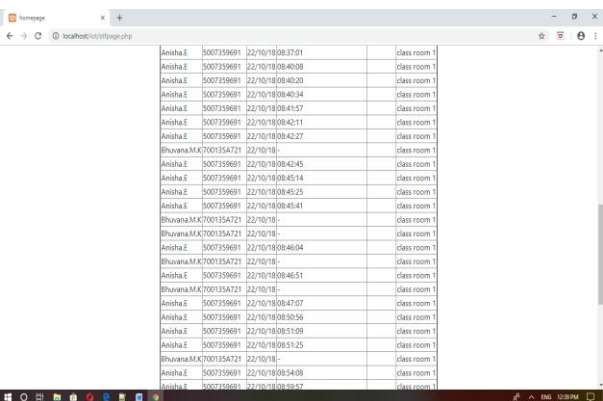 homepage
localhost/iot/stfpage.php
Anisha.E 5007359691 22/10/18 08:37:01 class room 1
Anisha.E 5007359691 22/10/18 08:40:08 class room 1
Anisha.E 5007359691 22/10/18 08:40:20 class room 1
Anisha.E 5007359691 22/10/18 08:40:34 class room 1
Anisha.E 5007359691 22/10/18 08:41:57 class room 1
Anisha.E 5007359691 22/10/18 08:42:11 class room 1
Anisha.E 5007359691 22/10/18 08:42:27 class room 1
Bhuvana.M.K 700135A721 22/10/18 - class room 1
Anisha.E 5007359691 22/10/18 08:42:45 class room 1
Anisha.E 5007359691 22/10/18 08:45:14 class room 1
Anisha.E 5007359691 22/10/18 08:45:25 class room 1
Anisha.E 5007359691 22/10/18 08:45:41 class room 1
Bhuvana.M.K 700135A721 22/10/18 - class room 1
Bhuvana.M.K 700135A721 22/10/18 - class room 1
Anisha.E 5007359691 22/10/18 08:46:04 class room 1
Bhuvana.M.K 700135A721 22/10/18 - class room 1
Anisha.E 5007359691 22/10/18 08:46:51 class room 1
Bhuvana.M.K 700135A721 22/10/18 - class room 1
Anisha.E 5007359691 22/10/18 08:47:07 class room 1
Anisha.E 5007359691 22/10/18 08:50:56 class room 1
Anisha.E 5007359691 22/10/18 08:51:09 class room 1
Anisha.E 5007359691 22/10/18 08:51:25 class room 1
Bhuvana.M.K 700135A721 22/10/18 - class room 1
Anisha.E 5007359691 22/10/18 08:54:08 class room 1
Anisha.E 5007359691 22/10/18 08:59:57 class room 1
ENG 12:39 PM